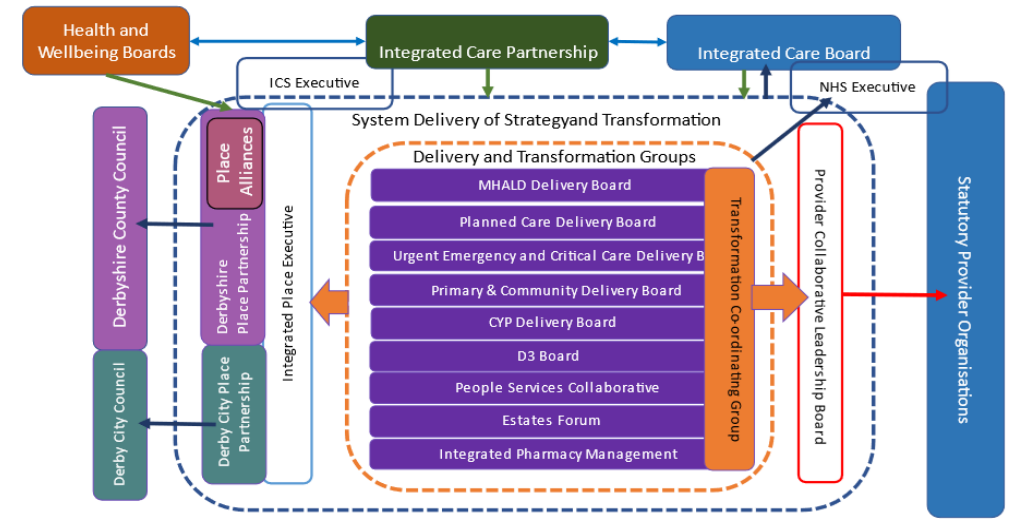 Health and
Wellbeing Boards
Integrated Care Partnership
Integrated Care Board
ICS Executive
NHS Executive
System Delivery of Strategyand Transformation
Delivery and Transformation Groups
Derbyshire County Council
Derby City Council
Place
Alliances
Derbyshire
Place Partnership
Derby City Place
Partnership
Integrated Place Executive
MHALD Delivery Board
Planned Care Delivery Board
Urgent Emergency and Critical Care Delivery B
Primary & Community Delivery Board
CYP Delivery Board
D3 Board
People Services Collaborative
Estates Forum
Integrated Pharmacy Management
Transformation Co-ordinating Group
Provider Collaborative Leadership Board
Statutory Provider Organisations